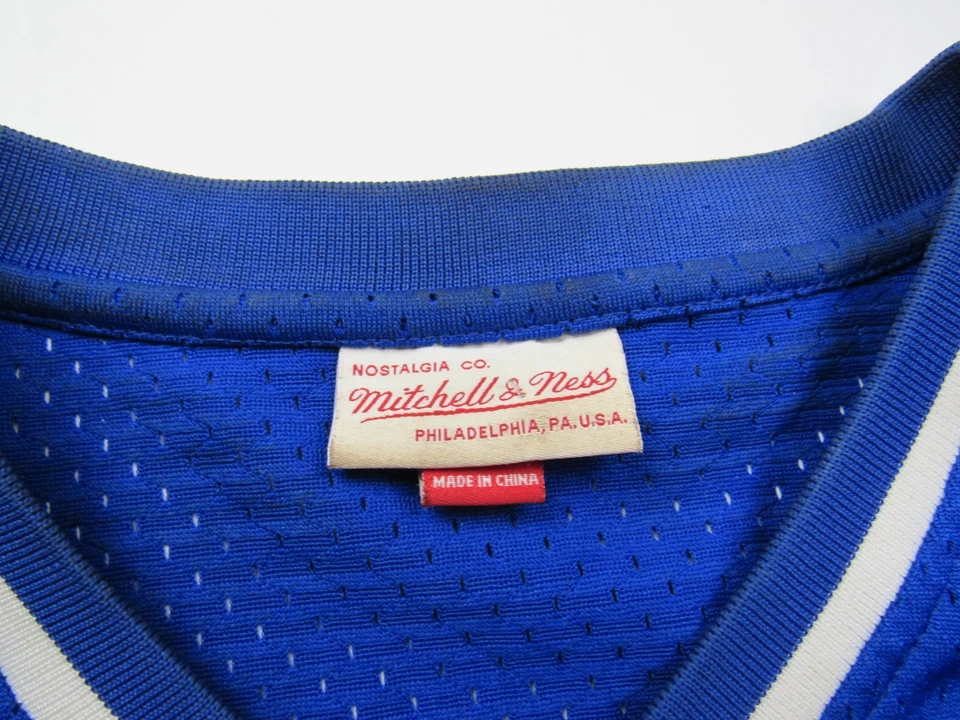 NOSTALGIA CO.
Mitchell & Ness
PHILADELPHIA, PA. U.S.A.
MADE IN CHINA